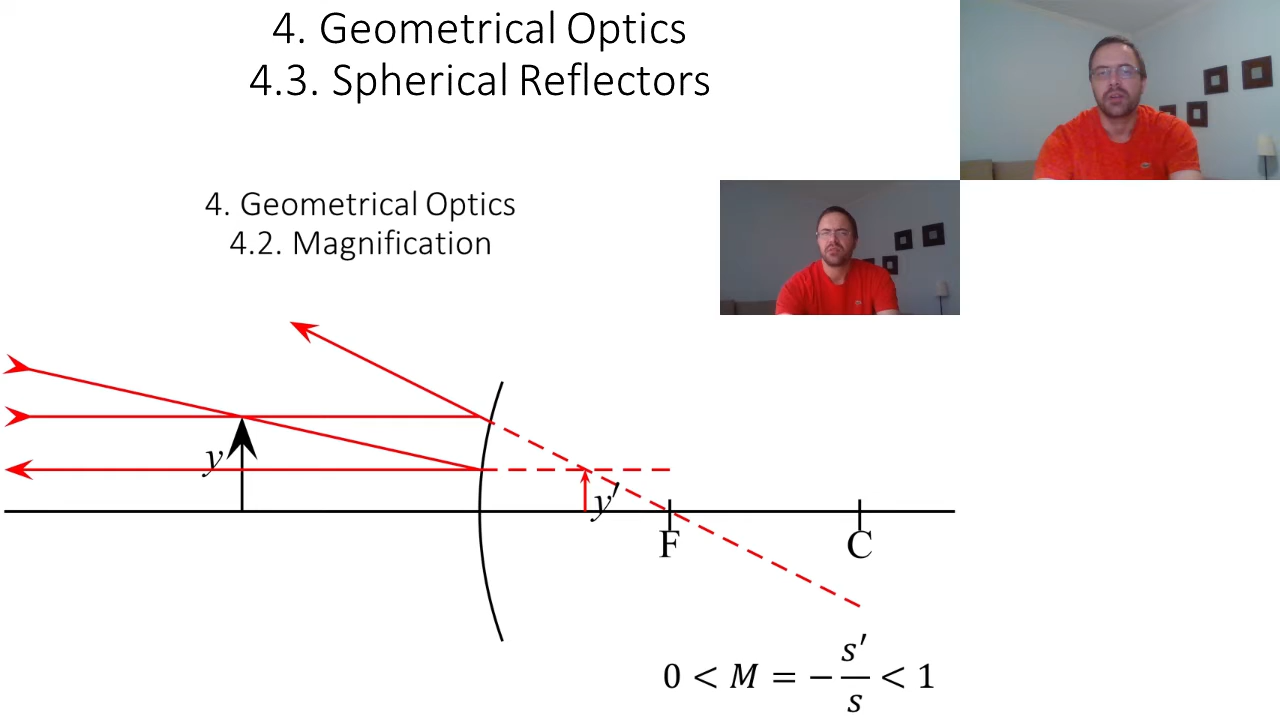 4. Geometrical Optics
4.3. Spherical Reflectors
4. Geometrical Optics
4.2. Magnification
y
y′
F
C
0 < M = − s′/s < 1